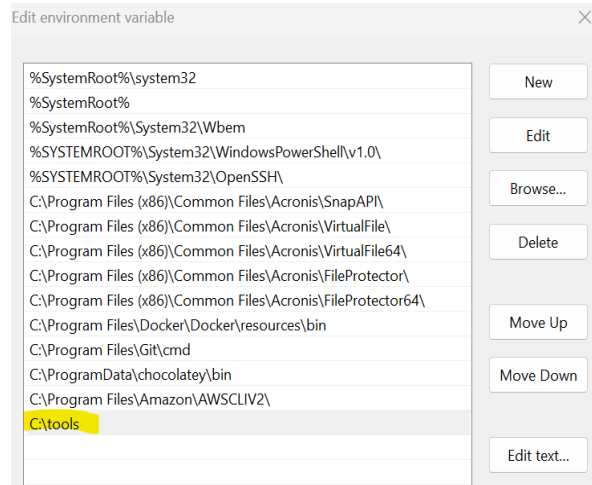 Edit environment variable
%SystemRoot%\system32
%SystemRoot%
%SystemRoot%\System32\Wbem
%SYSTEMROOT%\System32\WindowsPowerShell\v1.0\
%SYSTEMROOT%\System32\OpenSSH\
C:\Program Files (x86)\Common Files\Acronis\SnapAPI\
C:\Program Files (x86)\Common Files\Acronis\VirtualFile\
C:\Program Files (x86)\Common Files\Acronis\VirtualFile64\
C:\Program Files (x86)\Common Files\Acronis\FileProtector\
C:\Program Files (x86)\Common Files\Acronis\FileProtector64\
C:\Program Files\Docker\Docker\resources\bin
C:\Program Files\Git\cmd
C:\ProgramData\chocolatey\bin
C:\Program Files\Amazon\AWSCLIV2\
C:\tools
New
Edit
Browse...
Delete
Move Up
Move Down
Edit text...